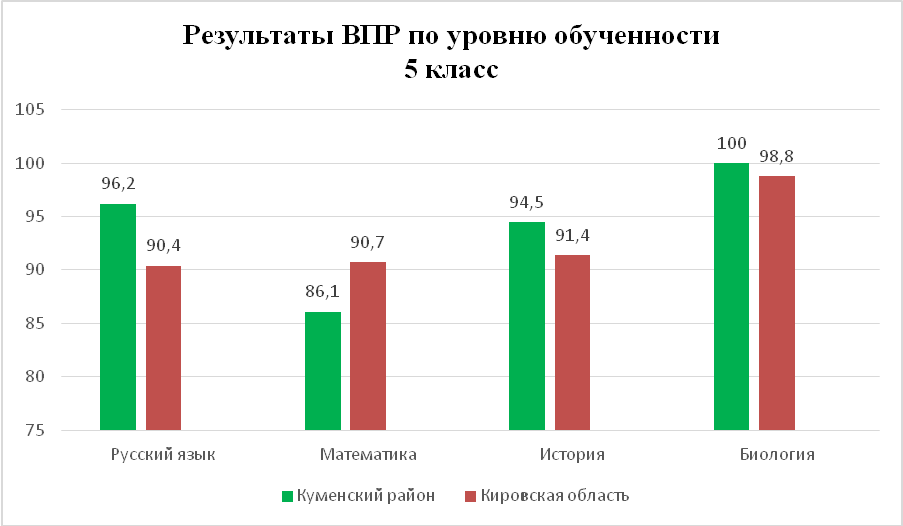 Результаты ВПР по уровню обученности
5 класс
105
100
95
90
85
80
75
96,2
90,4
86,1
90,7
94,5
91,4
100
98,8
Русский язык
Математика
История
Биология
Куменский район
Кировская область